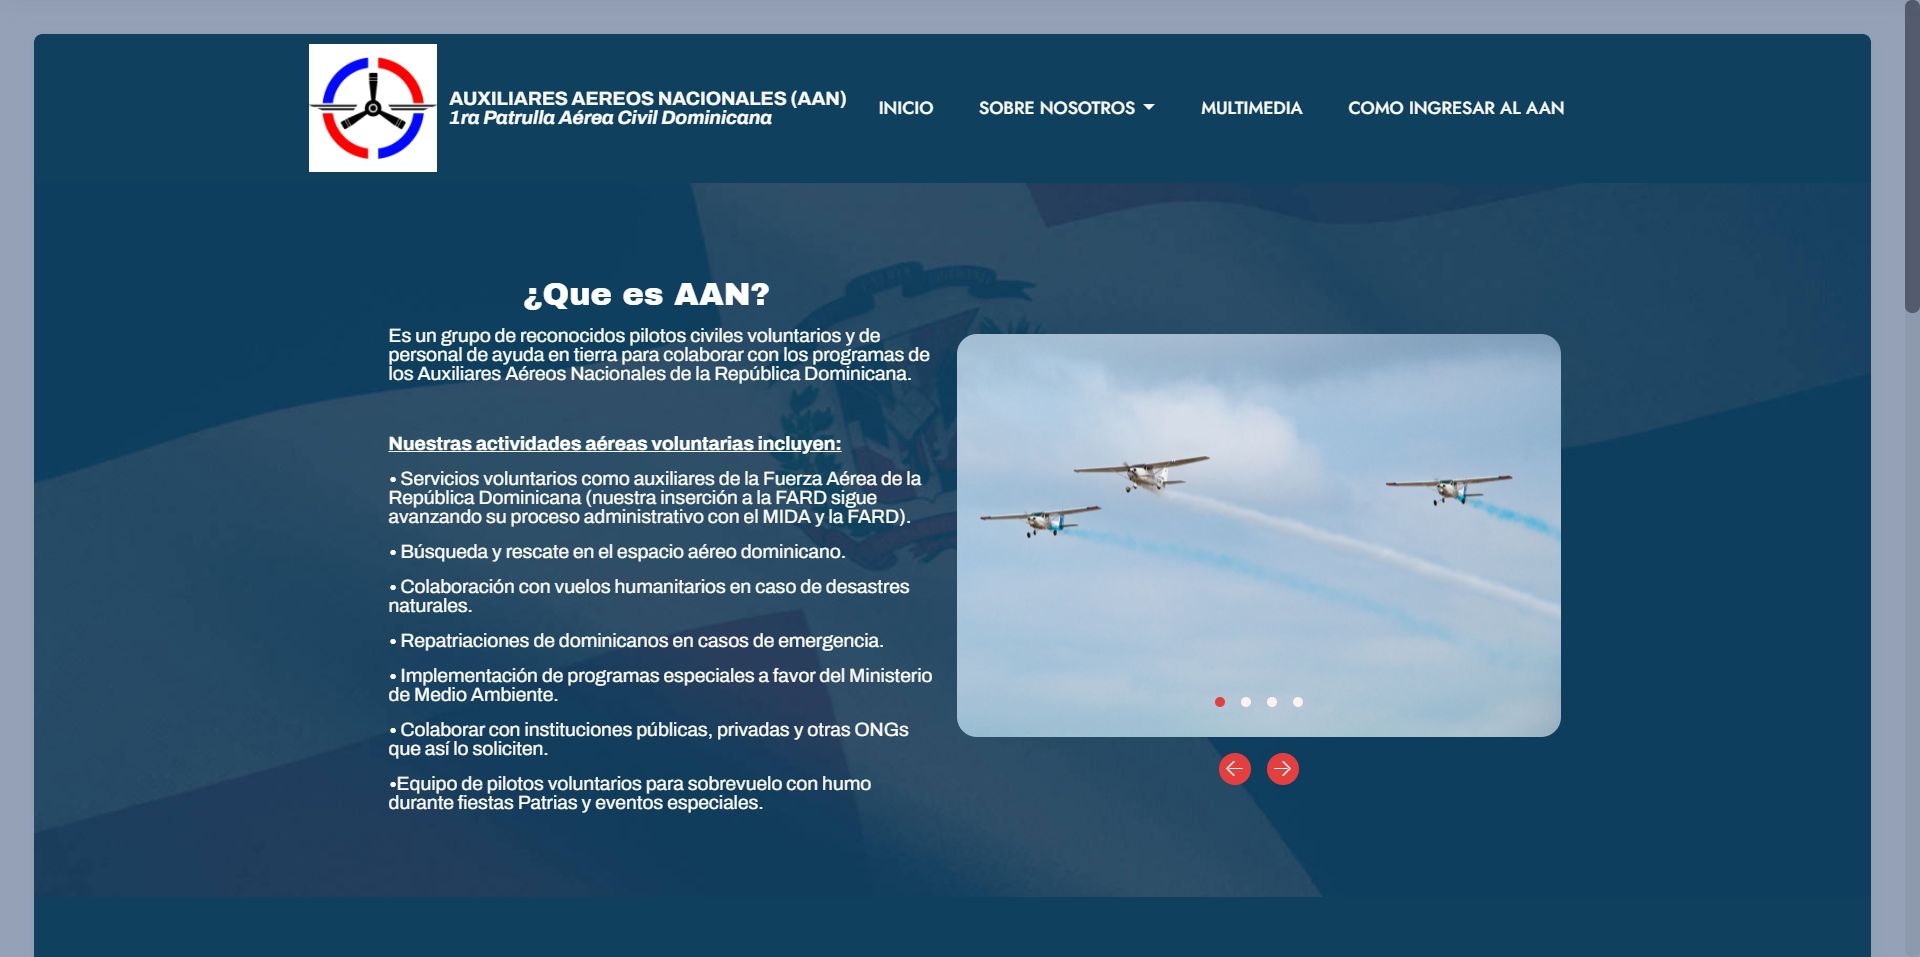 AUXILIARES AEREOS NACIONALES (AAN)
1ra Patrulla Aérea Civil Dominicana
INICIO
SOBRE NOSOTROS
MULTIMEDIA
COMO INGRESAR AL AAN
¿Que es AAN?
Es un grupo de reconocidos pilotos civiles voluntarios y de
personal de ayuda en tierra para colaborar con los programas de
los Auxiliares Aéreos Nacionales de la República Dominicana.
Nuestras actividades aéreas voluntarias incluyen:
• Servicios voluntarios como auxiliares de la Fuerza Aérea de la
República Dominicana (nuestra inserción a la FARD sigue
avanzando su proceso administrativo con el MIDA y la FARD).
• Búsqueda y rescate en el espacio aéreo dominicano.
• Colaboración con vuelos humanitarios en caso de desastres
naturales.
• Repatriaciones de dominicanos en casos de emergencia.
• Implementación de programas especiales a favor del Ministerio
de Medio Ambiente.
• Colaborar con instituciones públicas, privadas y otras ONGs
que así lo soliciten.
•Equipo de pilotos voluntarios para sobrevuelo con humo
durante fiestas Patrias y eventos especiales.